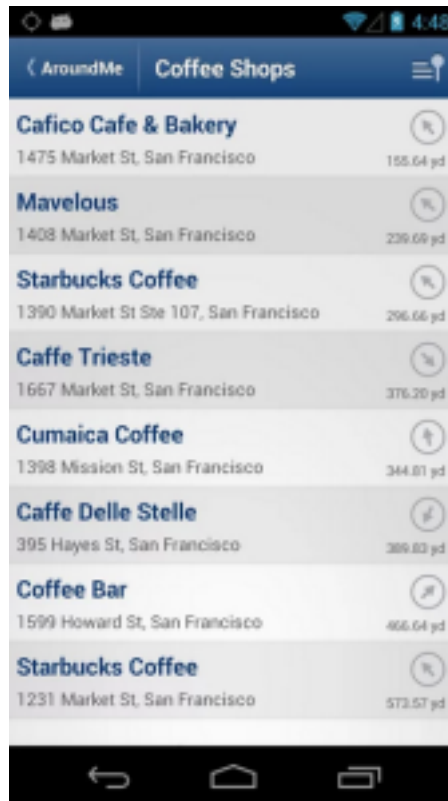 4:48
AroundMe
Coffee Shops
Cafico Cafe & Bakery
1475 Market St, San Francisco
155.64 yd
Mavelous
1408 Market St, San Francisco
239.69 yd
Starbucks Coffee
1390 Market St Ste 107, San Francisco
296.66 yd
Caffe Trieste
1667 Market St, San Francisco
376.20 yd
Cumaica Coffee
1398 Mission St, San Francisco
344.81 yd
Caffe Delle Stelle
395 Hayes St, San Francisco
389.83 yd
Coffee Bar
1599 Howard St, San Francisco
466.64 yd
Starbucks Coffee
1231 Market St, San Francisco
573.57 yd